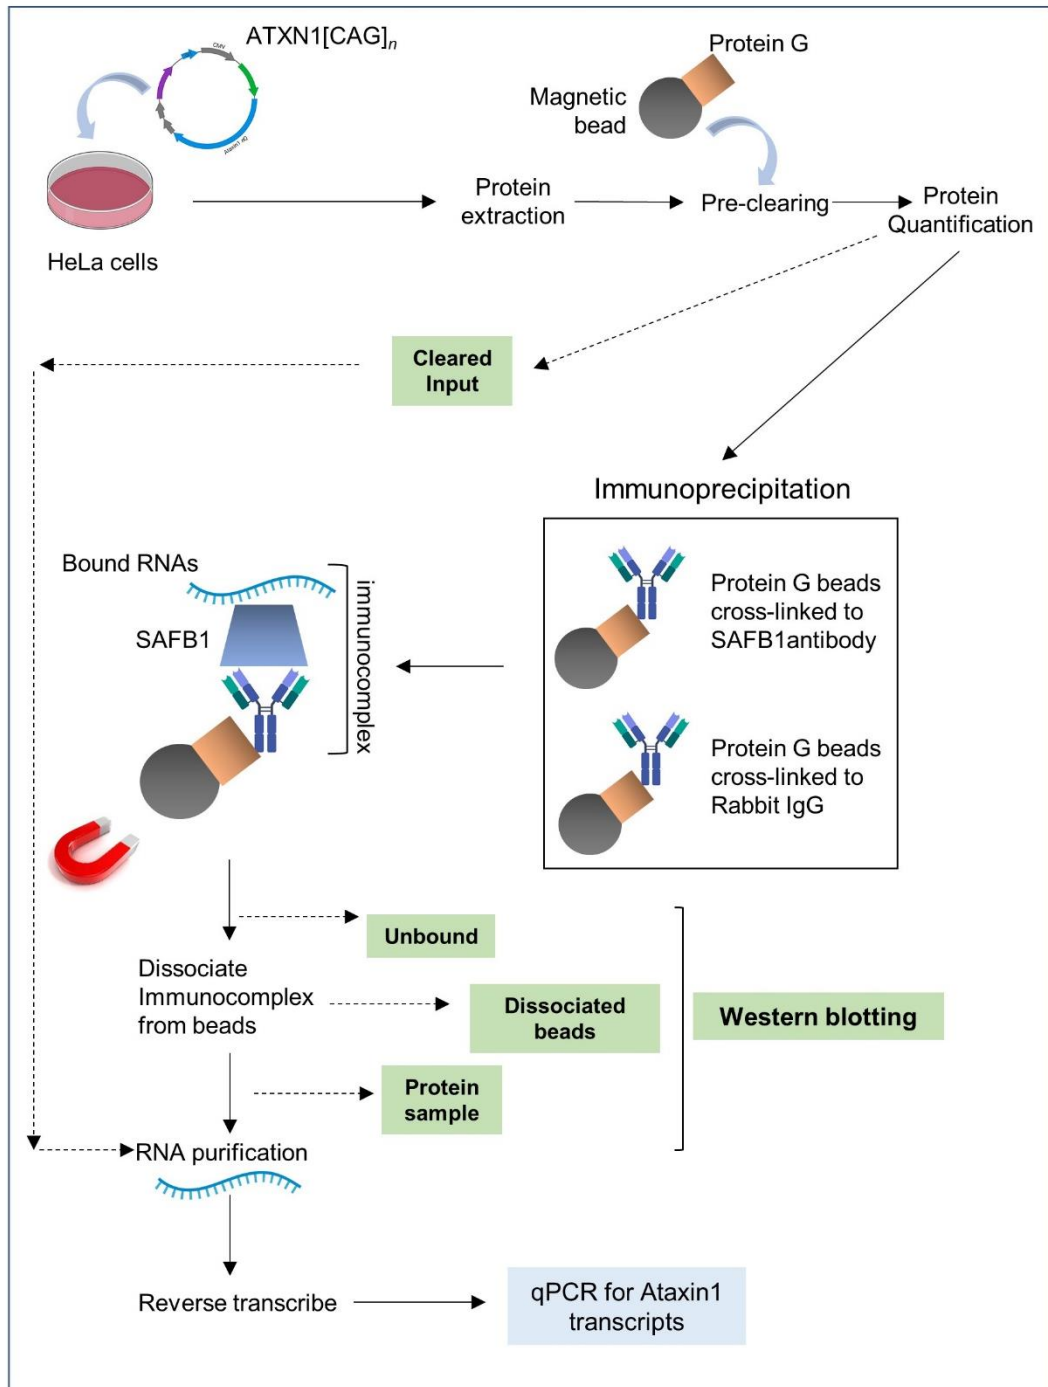 ATXN1[CAG]n
CMV
Ataxin1
Protein G
Magnetic
bead
HeLa cells
Protein
extraction
Pre-clearing
Protein
Quantification
Cleared
Input
Immunoprecipitation
Protein G beads
cross-linked to
SAFB1antibody
Protein G beads
cross-linked to
Rabbit IgG
Bound RNAs
SAFB1
immunocomplex
Unbound
Dissociate
Immunocomplex
from beads
Dissociated
beads
Western blotting
Protein
sample
RNA purification
Reverse transcribe
qPCR for Ataxin1
transcripts